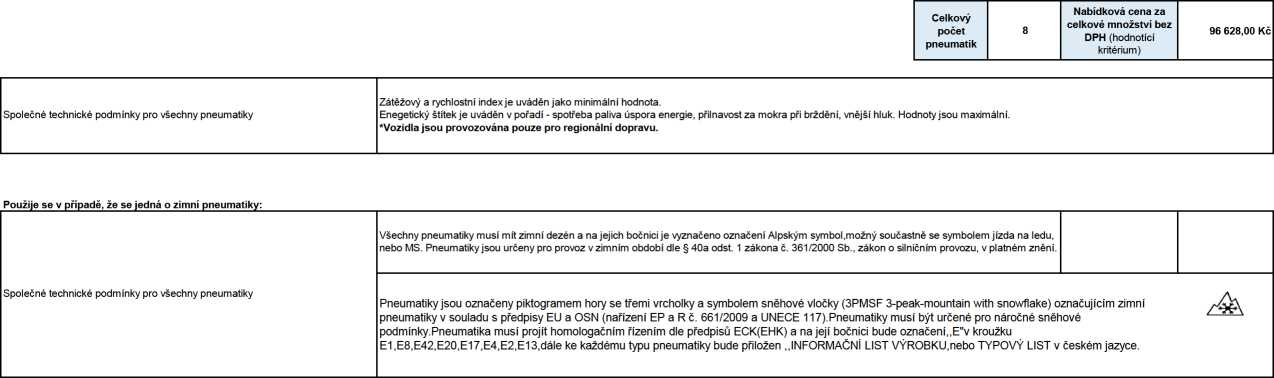 Celkový
počet
pneumatik
8
Nabídková cena za
celkové množství bez
DPH (hodnotící
kritérium)
96 628,00 Kč
Společné technické podmínky pro všechny pneumatiky
Zátěžový a rychlostní index je uváděn jako minimální hodnota.
Enegetický štítek je uváděn v pořadí - spotřeba paliva úspora energie, přilnavost za mokra při brždění, vnější hluk. Hodnoty jsou maximální.
*Vozidla jsou provozována pouze pro regionální dopravu.
Použije se v případě, že se jedná o zimní pneumatiky:
Společné technické podmínky pro všechny pneumatiky
Všechny pneumatiky musí mít zimní dezén a na jejich bočnici je vyznačeno označení Alpským symbol,možný součastně se symbolem jízda na ledu,
nebo MS. Pneumatiky jsou určeny pro provoz v zimním období dle § 40a odst. 1 zákona č. 361/2000 Sb., zákon o silničním provozu, v platném znění.
Pneumatiky jsou označeny piktogramem hory se třemi vrcholky a symbolem sněhové vločky (3PMSF 3-peak-mountain with snowflake) označujícím zimní
pneumatiky v souladu s předpisy EU a OSN (nařízení EP a R č. 661/2009 a UNECE 117).Pneumatiky musí být určené pro náročné sněhové
podmínky.Pneumatika musí projít homologačním řízením dle předpisů ECK(EHK) a na její bočnici bude označení,,E"v kroužku
E1,E8,E42,E20,E17,E4,E2,E13,dále ke každému typu pneumatiky bude přiložen ,,INFORMAČNÍ LIST VÝROBKU,nebo TYPOVÝ LIST v českém jazyce.